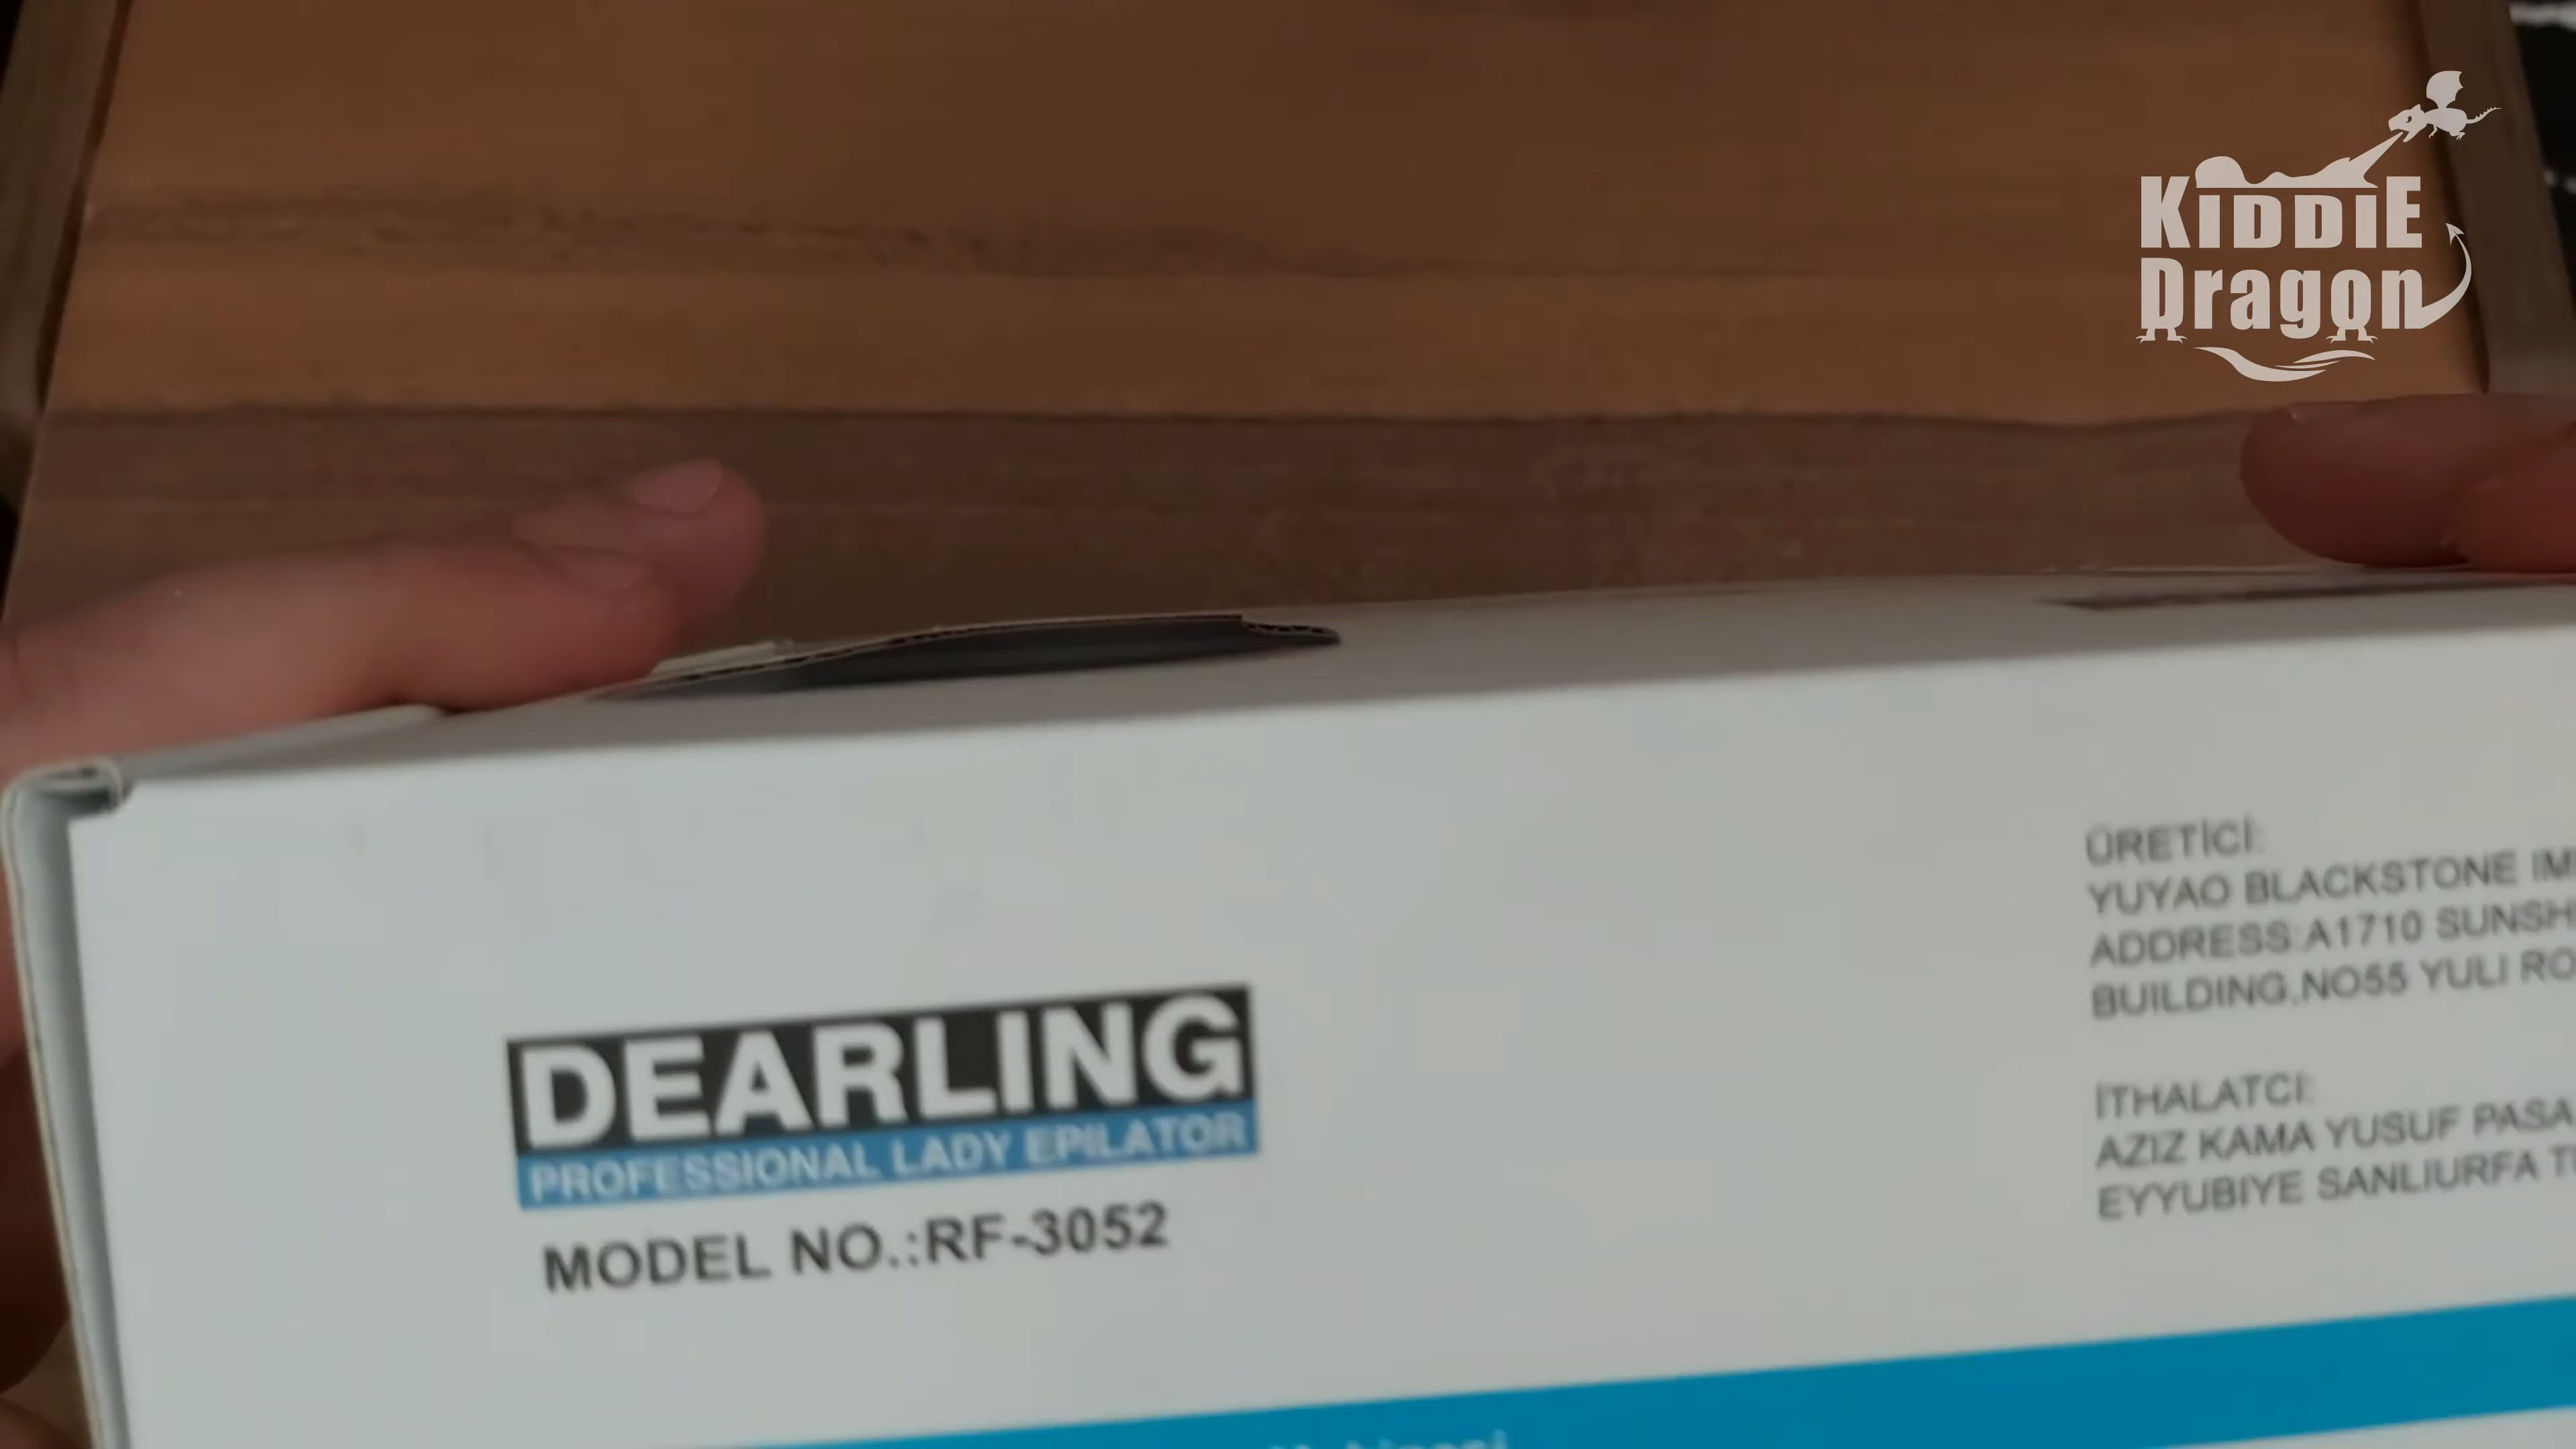 KiDDiE
Dragon
DEARLING
PROFESSIONAL LADY EPILATOR
MODEL NO.:RF-3052
ÜRETİCİ:
YUYAO BLACKSTONE
ADDRESS:A1710
BUILDING,NO55 YULI
İTHALATCI:
AZIZ KAMA YUSUF PASA
EYYUBIYE SANLIURFA